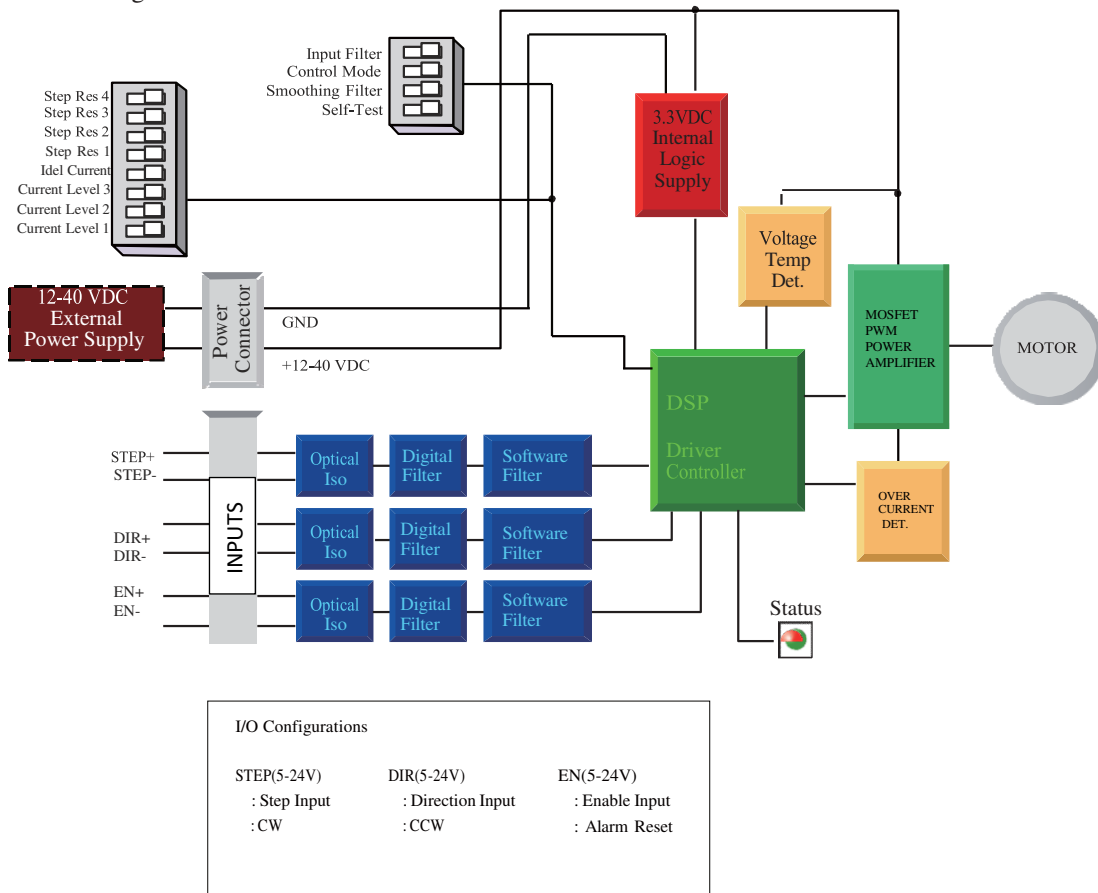 Input Filter
Control Mode
Smoothing Filter
Self-Test
Step Res 4
Step Res 3
Step Res 2
Step Res 1
Idel Current
Current Level 3
Current Level 2
Current Level 1
3.3VDC
Internal
Logic
Supply
Voltage
Temp
Det.
12-40 VDC
External
Power Supply
Power
Connector
GND
+12-40 VDC
MOSFET
PWM
POWER
AMPLIFIER
MOTOR
DSP
Driver
Controller
OVER
CURRENT
DET.
STEP+
STEP-
DIR+
DIR-
EN+
EN-
INPUTS
Optical
Iso
Digital
Filter
Software
Filter
Optical
Iso
Digital
Filter
Software
Filter
Optical
Iso
Digital
Filter
Software
Filter
Status
I/O Configurations
STEP(5-24V)
: Step Input
: CW
DIR(5-24V)
: Direction Input
: CCW
EN(5-24V)
: Enable Input
: Alarm Reset